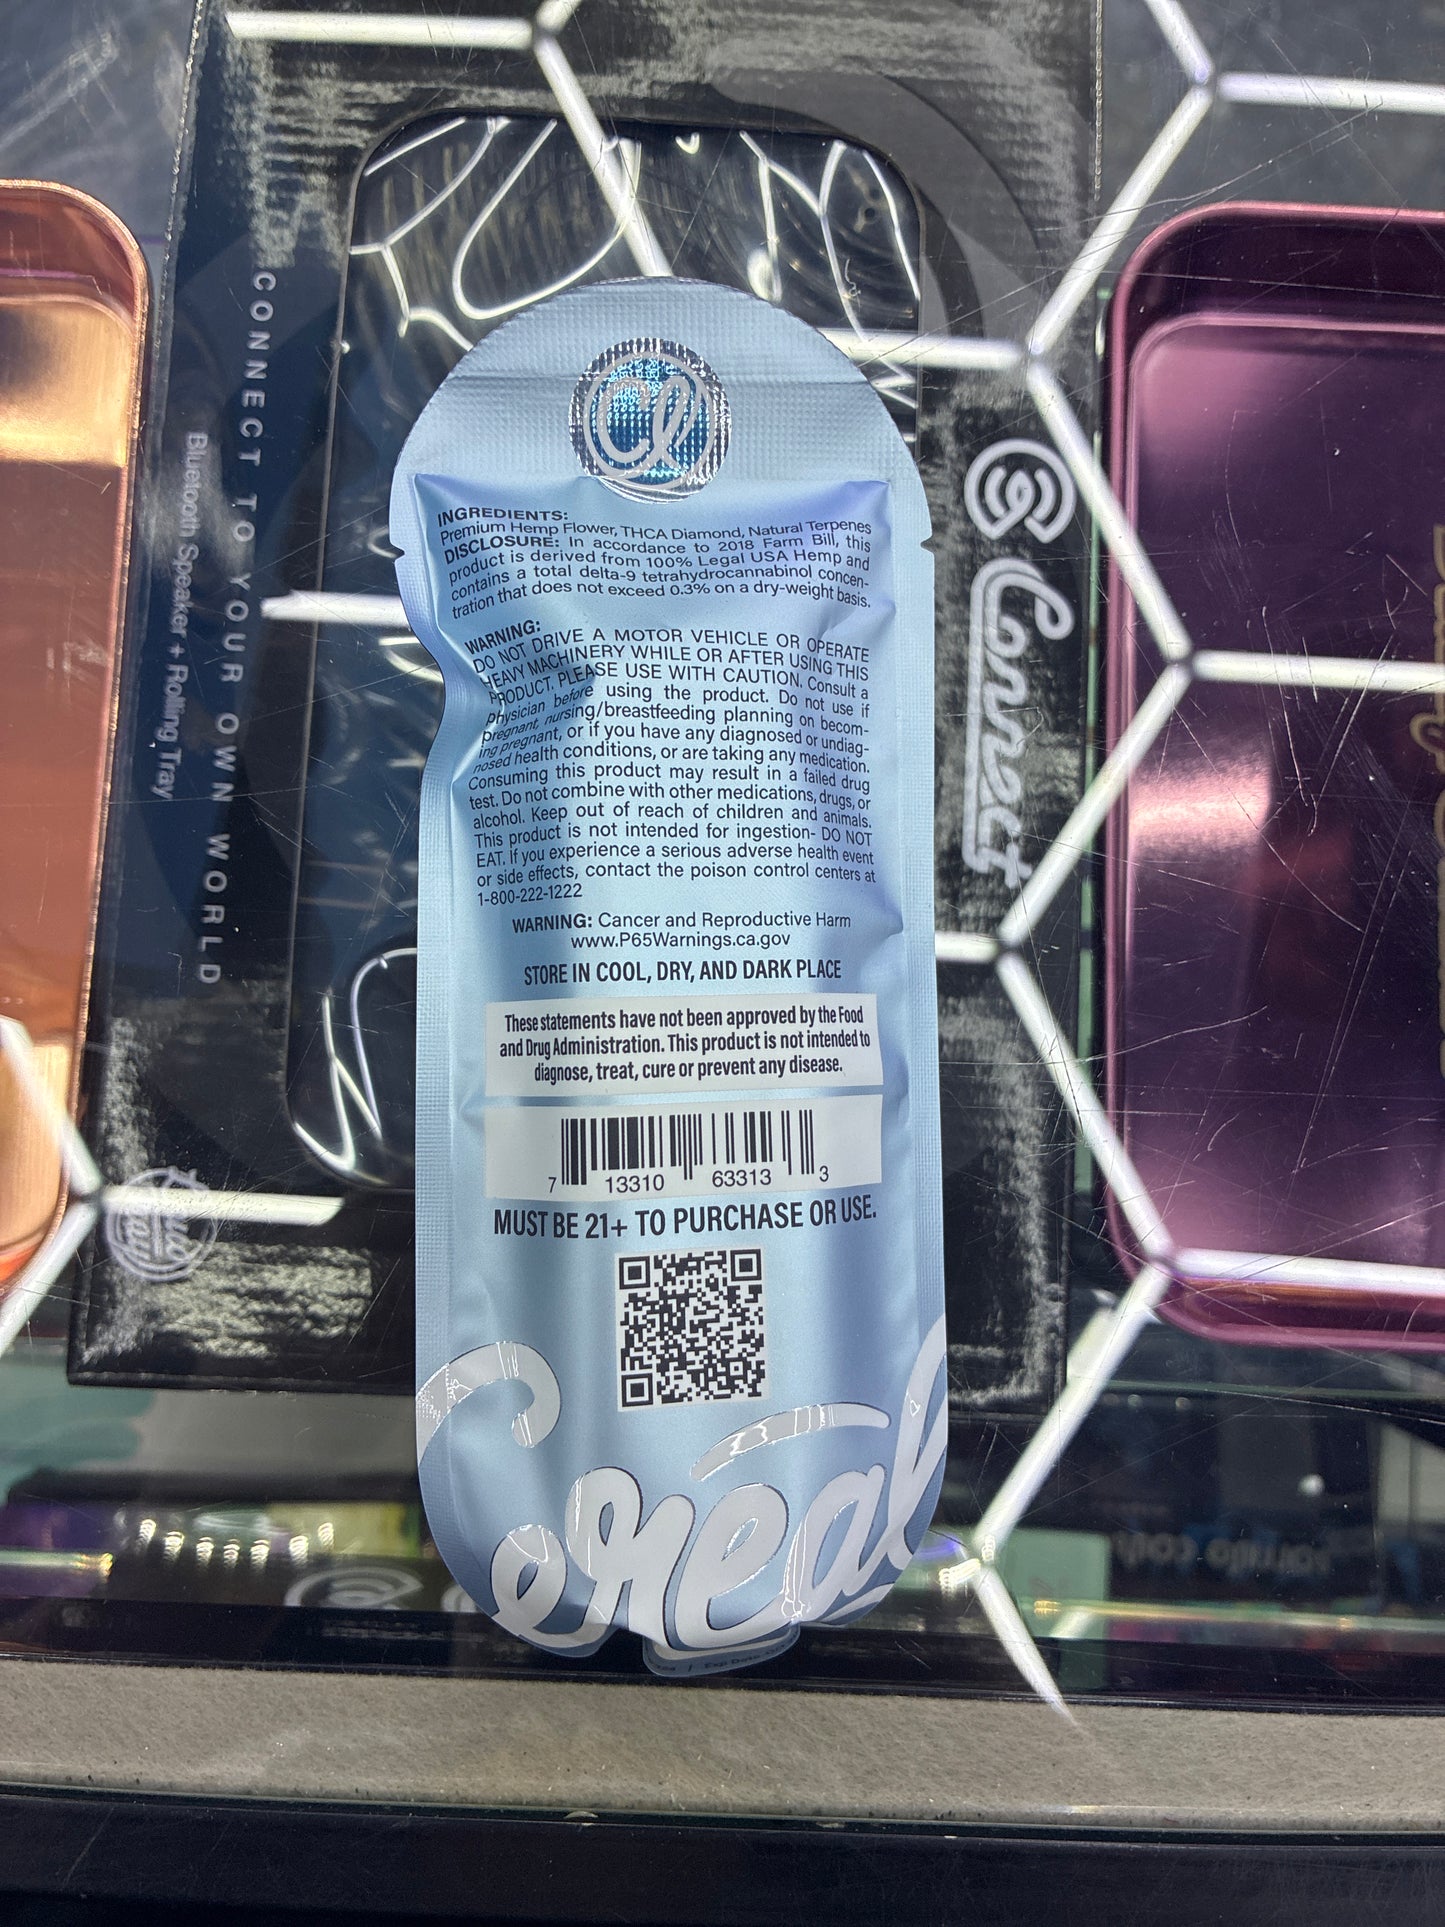 CONNECT TO YOUR OWN WORLD
Bluetooth Speaker + Rolling Tray
Connect
Cl
INGREDIENTS:
Premium Hemp Flower, THCA Diamond, Natural Terpenes
DISCLOSURE: In accordance to 2018 Farm Bill, this
product is derived from 100% Legal USA Hemp and
contains a total delta-9 tetrahydrocannabinol concen-
tration that does not exceed 0.3% on a dry-weight basis.
WARNING:
DO NOT DRIVE A MOTOR VEHICLE OR OPERATE
HEAVY MACHINERY WHILE OR AFTER USING THIS
PRODUCT. PLEASE USE WITH CAUTION. Consult a
physician before using the product. Do not use if
pregnant, nursing/breastfeeding planning on becom-
ing pregnant, or if you have any diagnosed or undiag-
nosed health conditions, or are taking any medication.
Consuming this product may result in a failed drug
test. Do not combine with other medications, drugs, or
alcohol. Keep out of reach of children and animals.
This product is not intended for ingestion- DO NOT
EAT. If you experience a serious adverse health event
or side effects, contact the poison control centers at
1-800-222-1222
WARNING: Cancer and Reproductive Harm
www.P65Warnings.ca.gov
STORE IN COOL, DRY, AND DARK PLACE
These statements have not been approved by the Food
and Drug Administration. This product is not intended to
diagnose, treat, cure or prevent any disease.
7 13310 63313 3
MUST BE 21+ TO PURCHASE OR USE.
Cereal
Exp Date